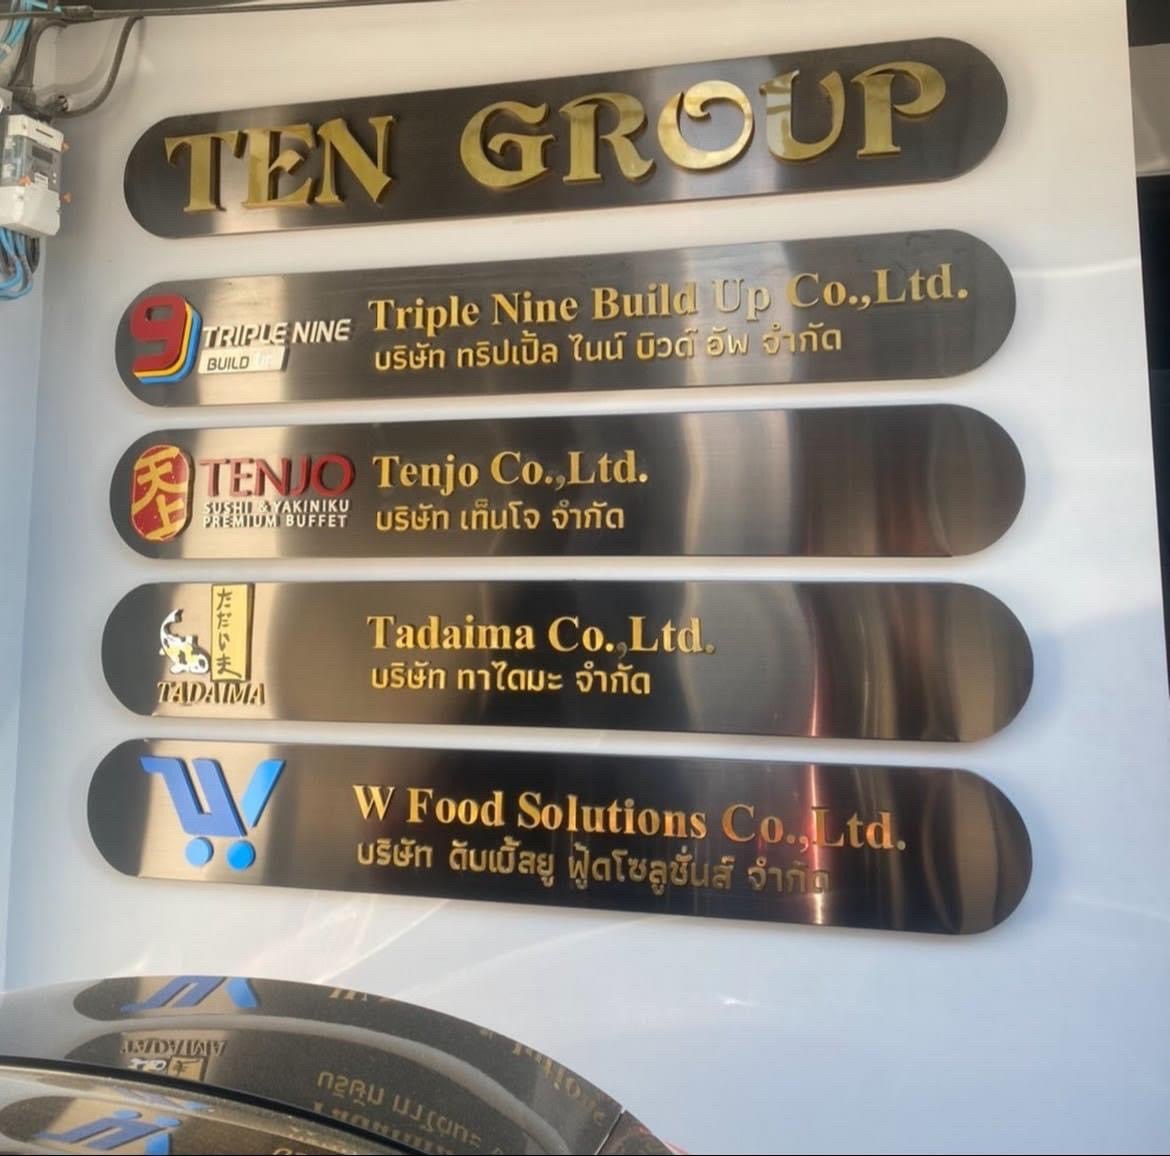 TEN GROUP
9
TRIPLE NINE
BUILD UP
Triple Nine Build Up Co.,Ltd.
บริษัท ทริปเปิ้ล ไนน์ บิวด์ อัพ จำกัด
天上
TENJO
SUSHI & YAKINIKU
PREMIUM BUFFET
Tenjo Co.,Ltd.
บริษัท เท็นโจ จำกัด
ただいま
TADAIMA
Tadaima Co.,Ltd.
บริษัท ทาไดมะ จำกัด
W Food Solutions Co.,Ltd.
บริษัท ดับเบิ้ลยู ฟู้ดโซลูชั่นส์ จำกัด